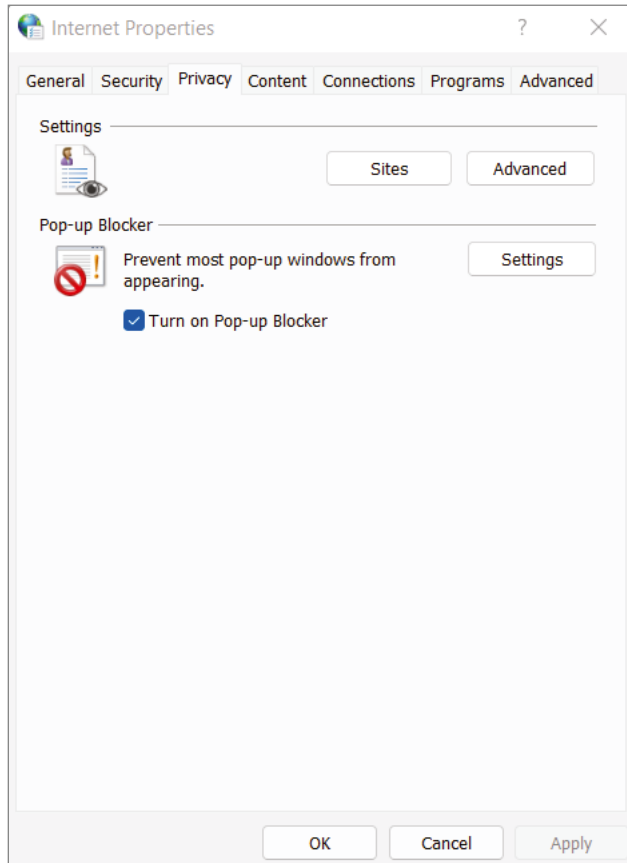 Internet Properties
General Security Privacy Content Connections Programs Advanced
Settings
Sites Advanced
Pop-up Blocker
Prevent most pop-up windows from Settings
appearing.
Turn on Pop-up Blocker
OK Cancel Apply